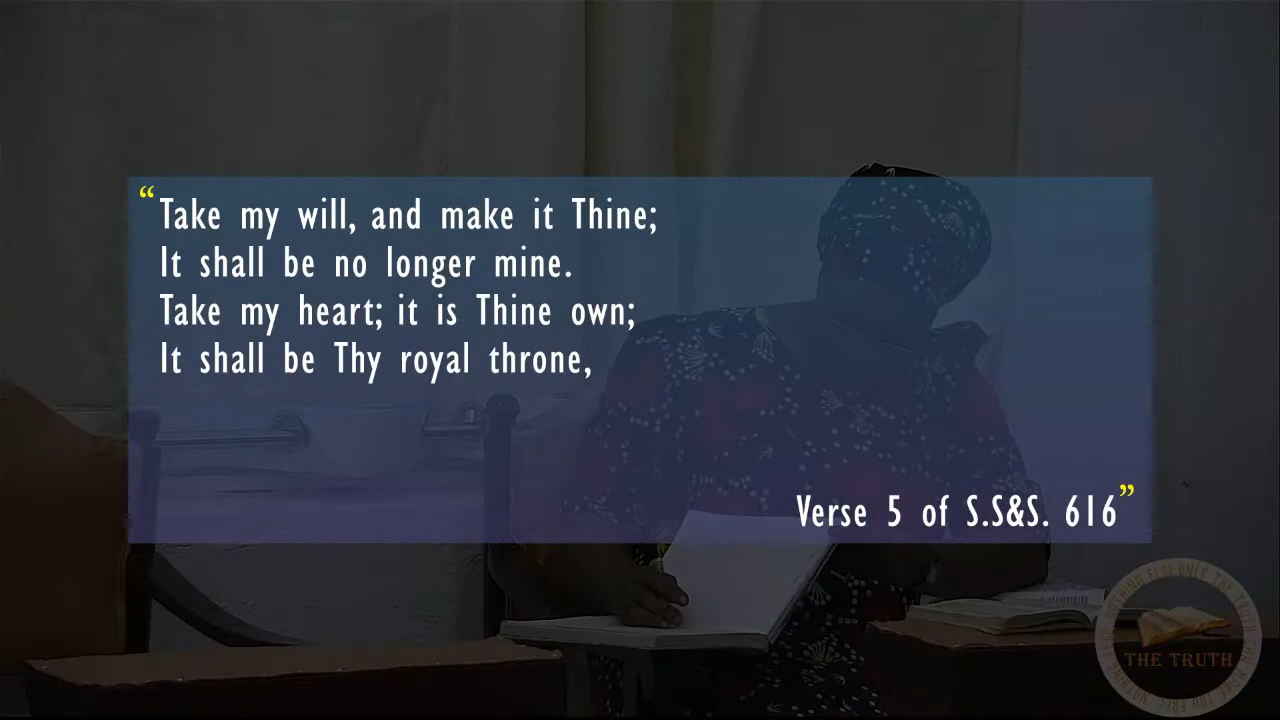 “Take my will, and make it Thine;
It shall be no longer mine.
Take my heart; it is Thine own;
It shall be Thy royal throne,
Verse 5 of S.S&S. 616”
THE TRUTH